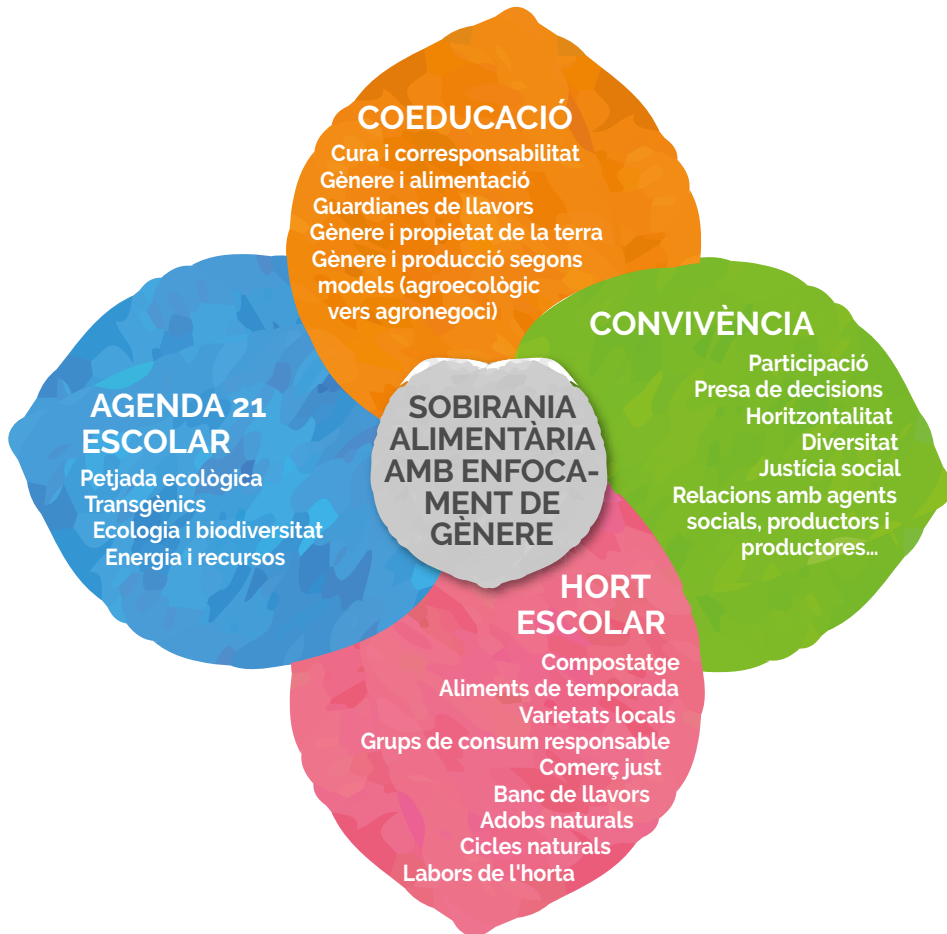 COEDUCACIÓ
Cura i corresponsabilitat
Gènere i alimentació
Guardianes de llavors
Gènere i propietat de la terra
Gènere i producció segons
models (agroecològic
vers agronegoci)
CONVIVÈNCIA
Participació
Presa de decisions
Horitzontalitat
Diversitat
Justícia social
Relacions amb agents
socials, productors i
productores...
AGENDA 21
ESCOLAR
Petjada ecològica
Transgènics
Ecologia i biodiversitat
Energia i recursos
SOBIRANIA
ALIMENTÀRIA
AMB ENFOCA-
MENT DE
GÈNERE
HORT
ESCOLAR
Compostatge
Aliments de temporada
Varietats locals
Grups de consum responsable
Comerç just
Banc de llavors
Adobs naturals
Cicles naturals
Labors de l'horta